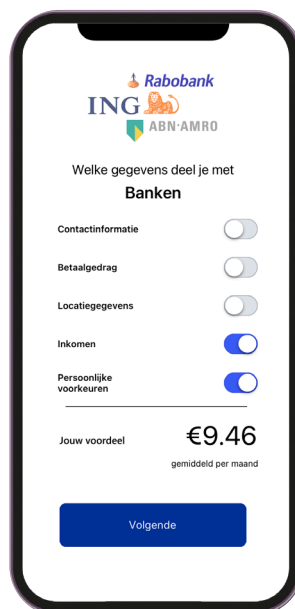 Rabobank
ING
ABN·AMRO
Welke gegevens deel je met
Banken
Contactinformatie
Betaalgedrag
Locatiegegevens
Inkomen
Persoonlijke
voorkeuren
Jouw voordeel €9.46
gemiddeld per maand
Volgende